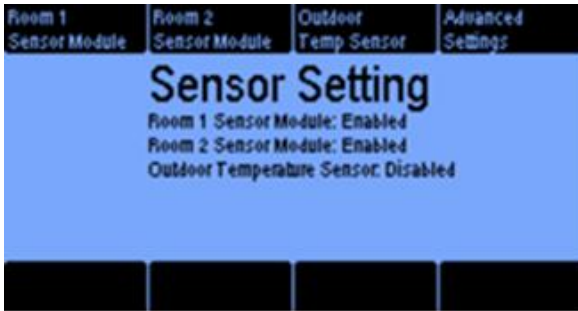 Room 1
Sensor Module
Room 2
Sensor Module
Outdoor
Temp Sensor
Advanced
Settings
Sensor Setting
Room 1 Sensor Module: Enabled
Room 2 Sensor Module: Enabled
Outdoor Temperature Sensor: Disabled